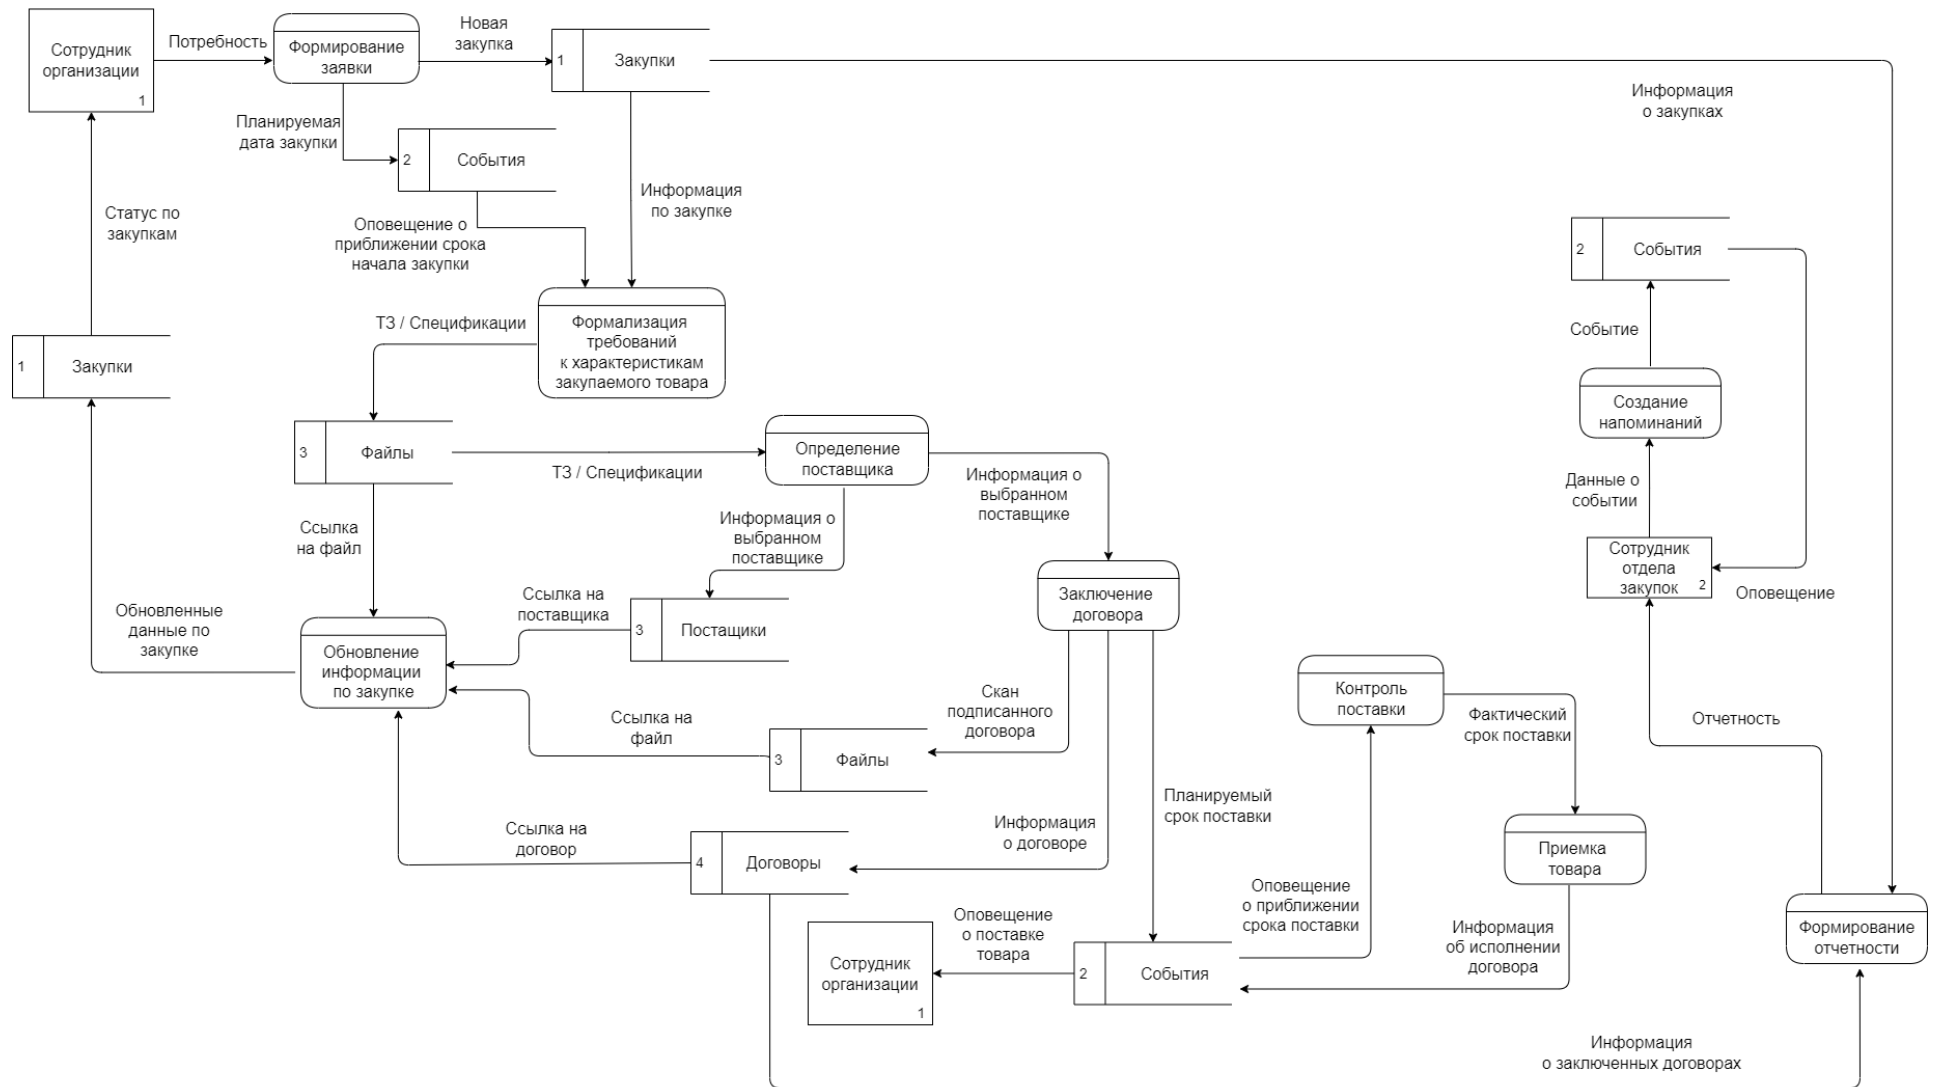 Сотрудник
организации
1
Потребность
Формирование
заявки
Новая
закупка
1
Закупки
Информация
о закупках
Планируемая
дата закупки
2
События
Информация
по закупке
Оповещение о
приближении срока
начала закупки
Статус по
закупкам
2
События
ТЗ / Спецификации
Формализация
требований
к характеристикам
закупаемого товара
Событие
1
Закупки
Создание
напоминаний
3
Файлы
ТЗ / Спецификации
Определение
поставщика
Информация о
выбранном
поставщике
Данные о
событии
Ссылка
на файл
Информация о
выбранном
поставщике
Сотрудник
отдела
закупок
2
Оповещение
Заключение
договора
Обновленные
данные по
закупке
Ссылка на
поставщика
3
Постащики
Обновление
информации
по закупке
Контроль
поставки
Скан
подписанного
договора
Фактический
срок поставки
Отчетность
Ссылка на
файл
3
Файлы
Планируемый
срок поставки
Информация
о договоре
Ссылка на
договор
4
Договоры
Приемка
товара
Оповещение
о приближении
срока поставки
Оповещение
о поставке
товара
Информация
об исполнении
договора
Формирование
отчетности
Сотрудник
организации
1
2
События
Информация
о заключенных договорах